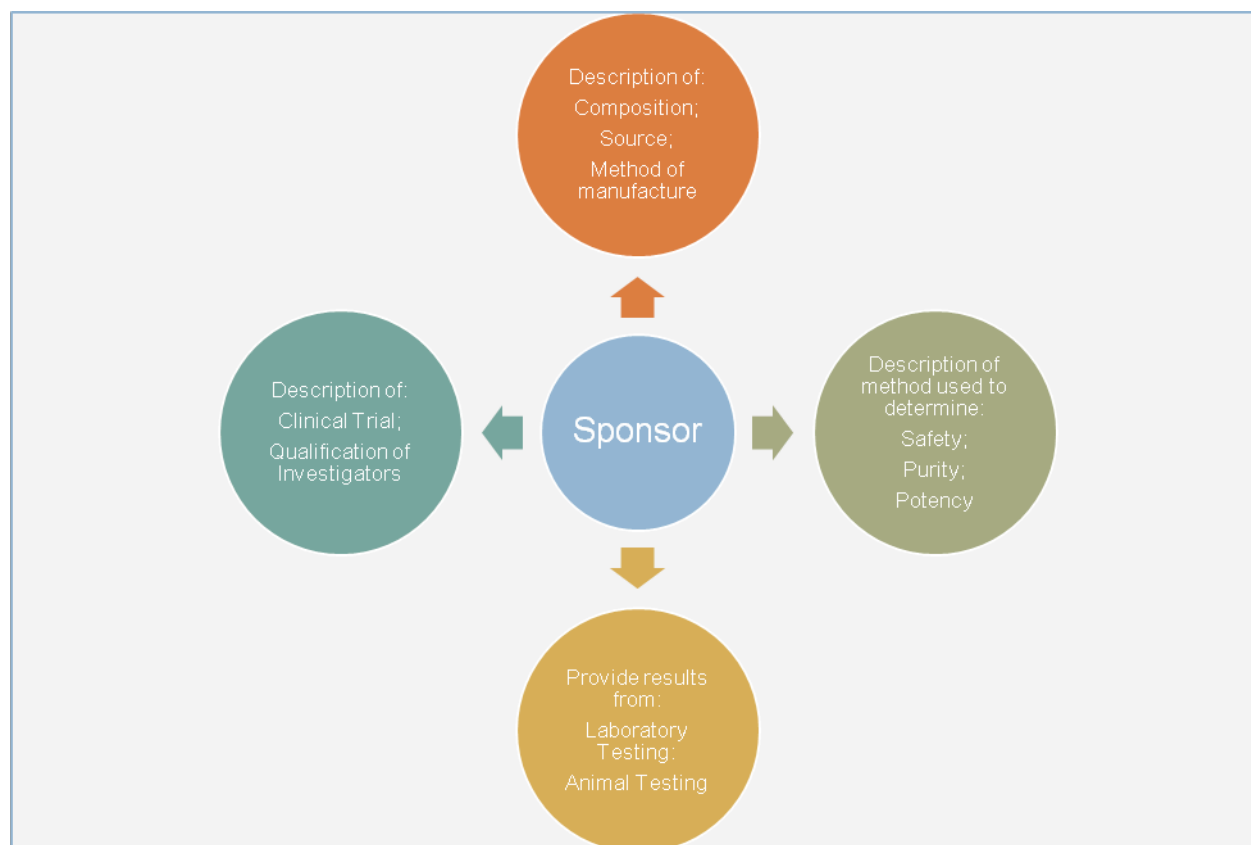 Description of:
Composition;
Source;
Method of
manufacture
Description of:
Clinical Trial;
Qualification of
Investigators
Sponsor
Description of
method used to
determine:
Safety;
Purity;
Potency
Provide results
from:
Laboratory
Testing:
Animal Testing